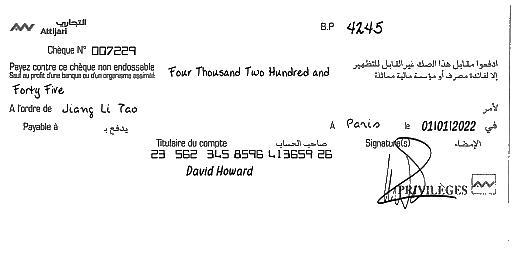 التجاري
Attijari
B.P 4245
Chèque N° 007229
Payez contre ce chèque non endossable
Sauf au profit d'une banque ou d'un organisme assimilé
Four Thousand Two Hundred and
ادفعوا مقابل هذا الصك غير القابل للتظهير
إلا لفائدة مصرف أو مؤسسة مالية مماثلة
Forty Five
A l'ordre de Jiang Li Tao لأمر
Payable à يدفع بـ
A Paris le 01/01/2022 في
Titulaire du compte صاحب الحساب
Signature(s) الإمضاء
23 562 345 8596 413659 26
David Howard
PRIVILÈGES